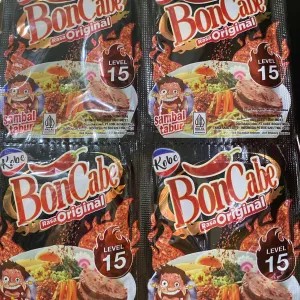 BonCabe
Rasa Original
LEVEL
15
sambal
tabur
BonCabe
Rasa Original
LEVEL
15
sambal
tabur
Kobe
BonCabe
Rasa Original
LEVEL
15
Kobe
BonCabe
Rasa Original
LEVEL
15